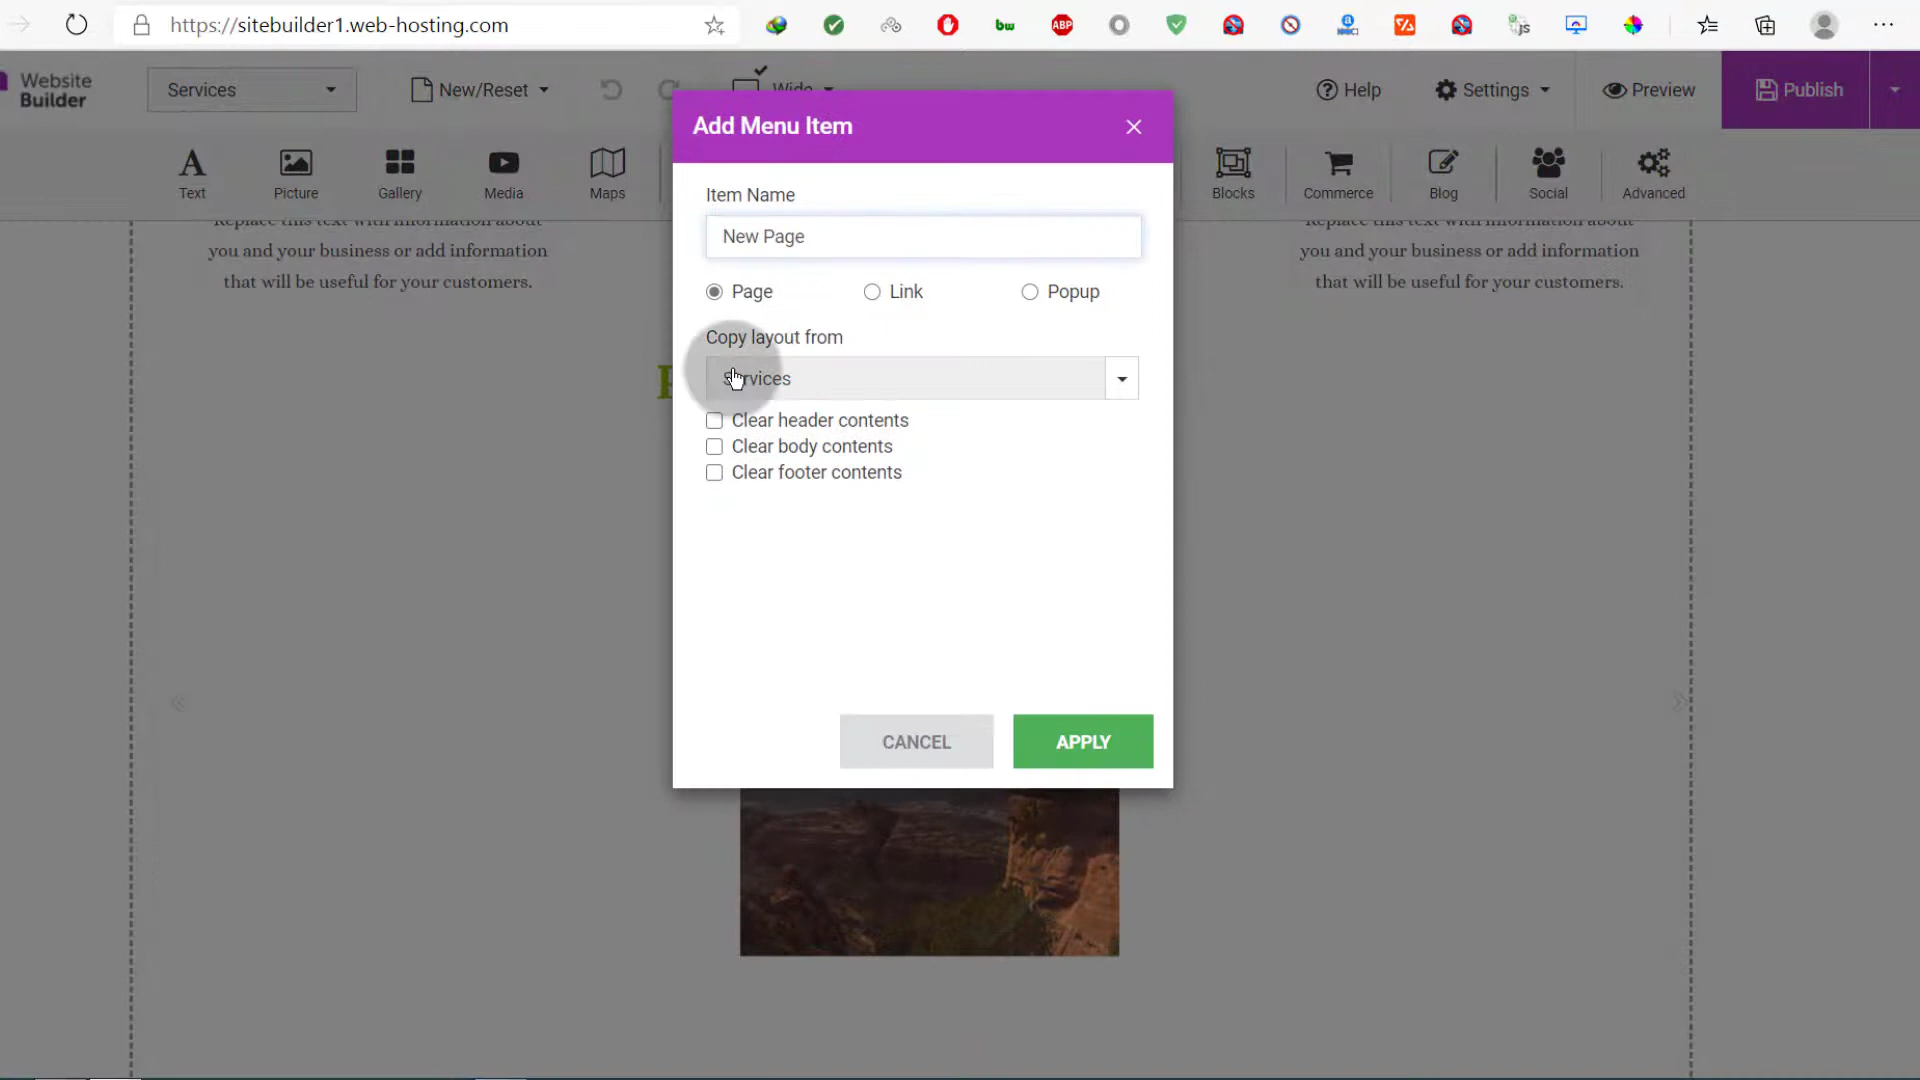 https://sitebuilder1.web-hosting.com
bw
ABP
a
js
Website
Builder
Services
New/Reset
Wide
Help
Settings
Preview
Publish
Add Menu Item
Text
Picture
Gallery
Media
Maps
Blocks
Commerce
Blog
Social
Advanced
Item Name
New Page
Page
Link
Popup
Copy layout from
Services
Clear header contents
Clear body contents
Clear footer contents
CANCEL
APPLY
Replace this text with information about
you and your business or add information
that will be useful for your customers.
Replace this text with information about
you and your business or add information
that will be useful for your customers.